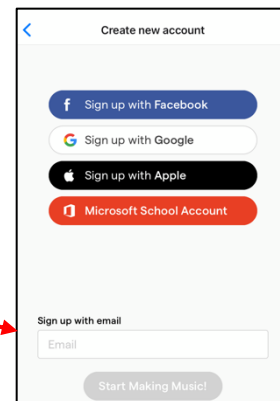 Create new account
Sign up with Facebook
Sign up with Google
Sign up with Apple
Microsoft School Account
Sign up with email
Email
Start Making Music!